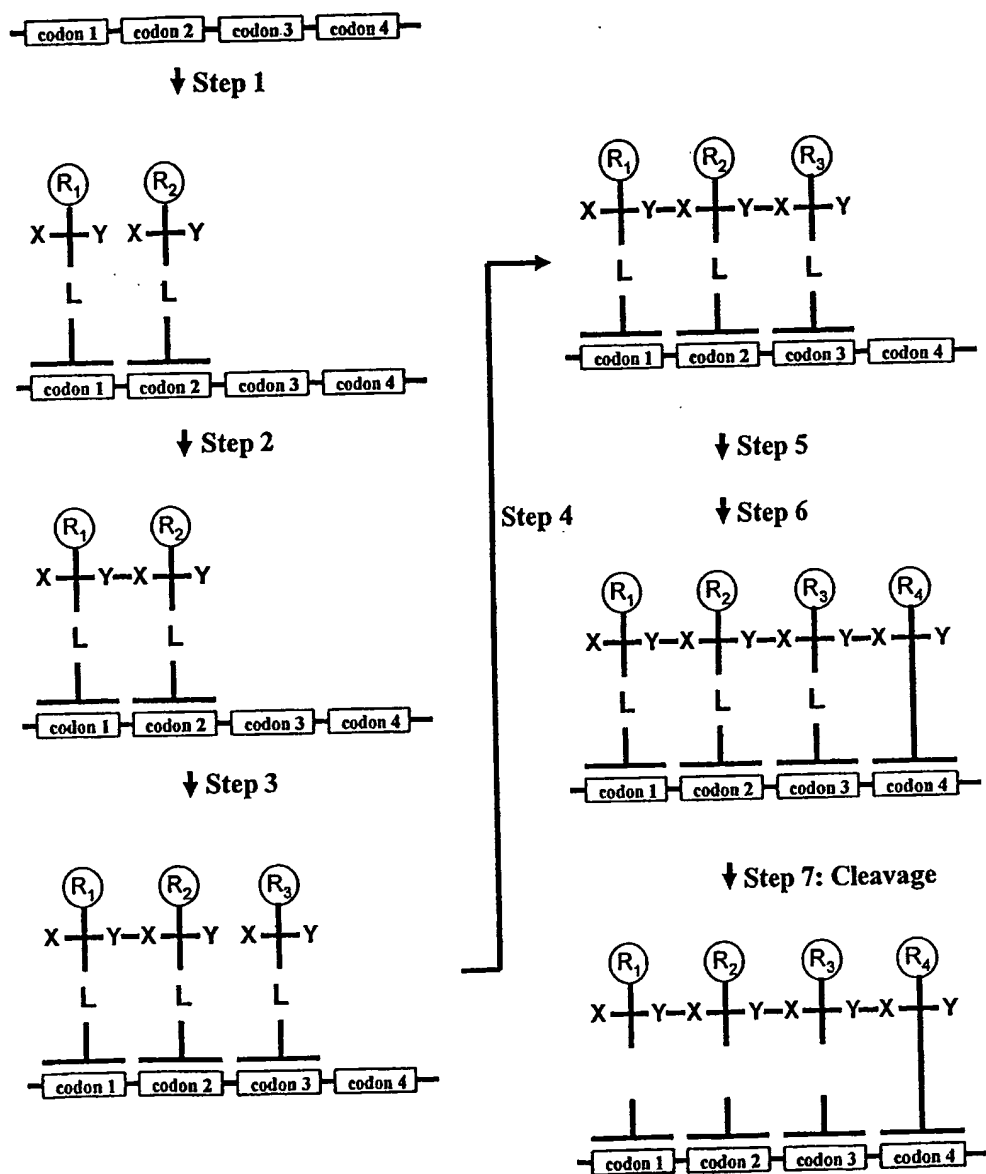 codon 1 codon 2 codon 3 codon 4
Step 1
R1 R2
X Y X Y
L L
codon 1 codon 2 codon 3 codon 4
Step 2
R1 R2
X Y-X Y
L L
codon 1 codon 2 codon 3 codon 4
Step 3
R1 R2 R3
X Y-X Y X Y
L L L
codon 1 codon 2 codon 3 codon 4
Step 4
R1 R2 R3
X Y-X Y-X Y
L L L
codon 1 codon 2 codon 3 codon 4
Step 5
Step 6
R1 R2 R3 R4
X Y-X Y-X Y-X Y
L L L
codon 1 codon 2 codon 3 codon 4
Step 7: Cleavage
R1 R2 R3 R4
X Y-X Y-X Y-X Y
codon 1 codon 2 codon 3 codon 4